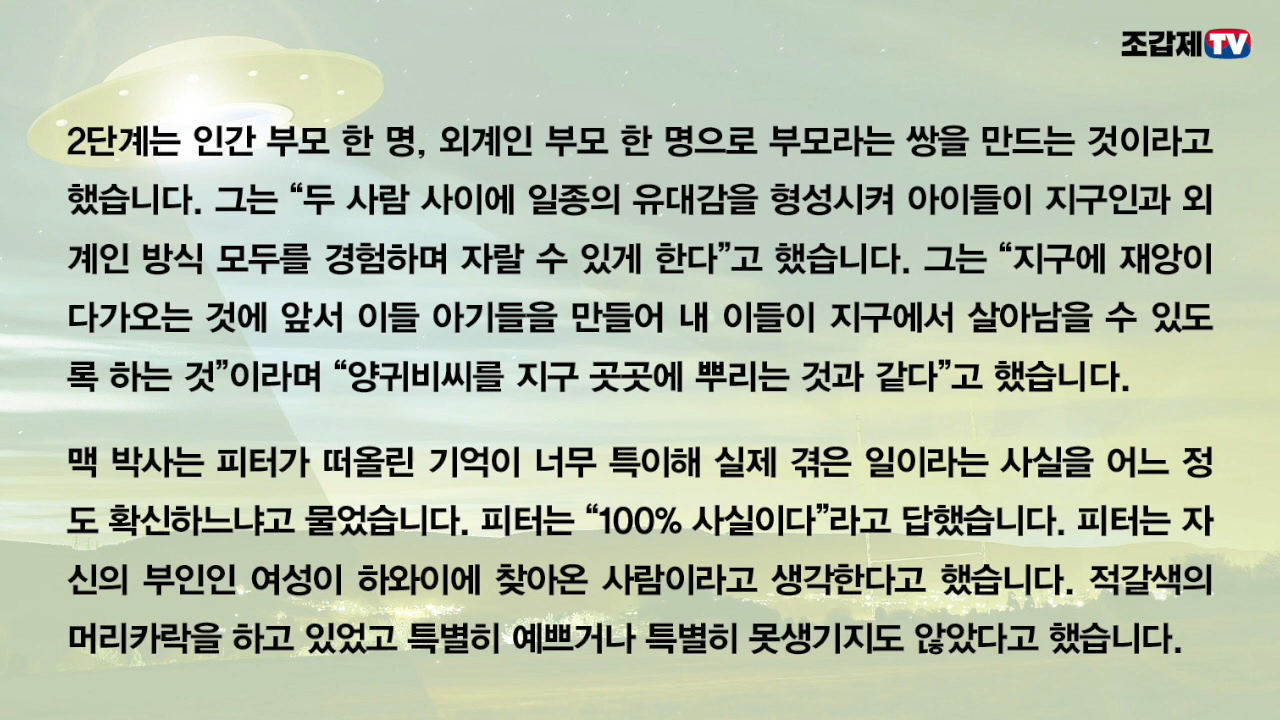 조갑제TV
2단계는 인간 부모 한 명, 외계인 부모 한 명으로 부모라는 쌍을 만드는 것이라고
했습니다. 그는 “두 사람 사이에 일종의 유대감을 형성시켜 아이들이 지구인과 외
계인 방식 모두를 경험하며 자랄 수 있게 한다”고 했습니다. 그는 “지구에 재앙이
다가오는 것에 앞서 이들 아기들을 만들어 내 이들이 지구에서 살아남을 수 있도
록 하는 것”이라며 “양귀비씨를 지구 곳곳에 뿌리는 것과 같다”고 했습니다.
맥 박사는 피터가 떠올린 기억이 너무 특이해 실제 겪은 일이라는 사실을 어느 정
도 확신하느냐고 물었습니다. 피터는 “100% 사실이다”라고 답했습니다. 피터는 자
신의 부인인 여성이 하와이에 찾아온 사람이라고 생각한다고 했습니다. 적갈색의
머리카락을 하고 있었고 특별히 예쁘거나 특별히 못생기지도 않았다고 했습니다.